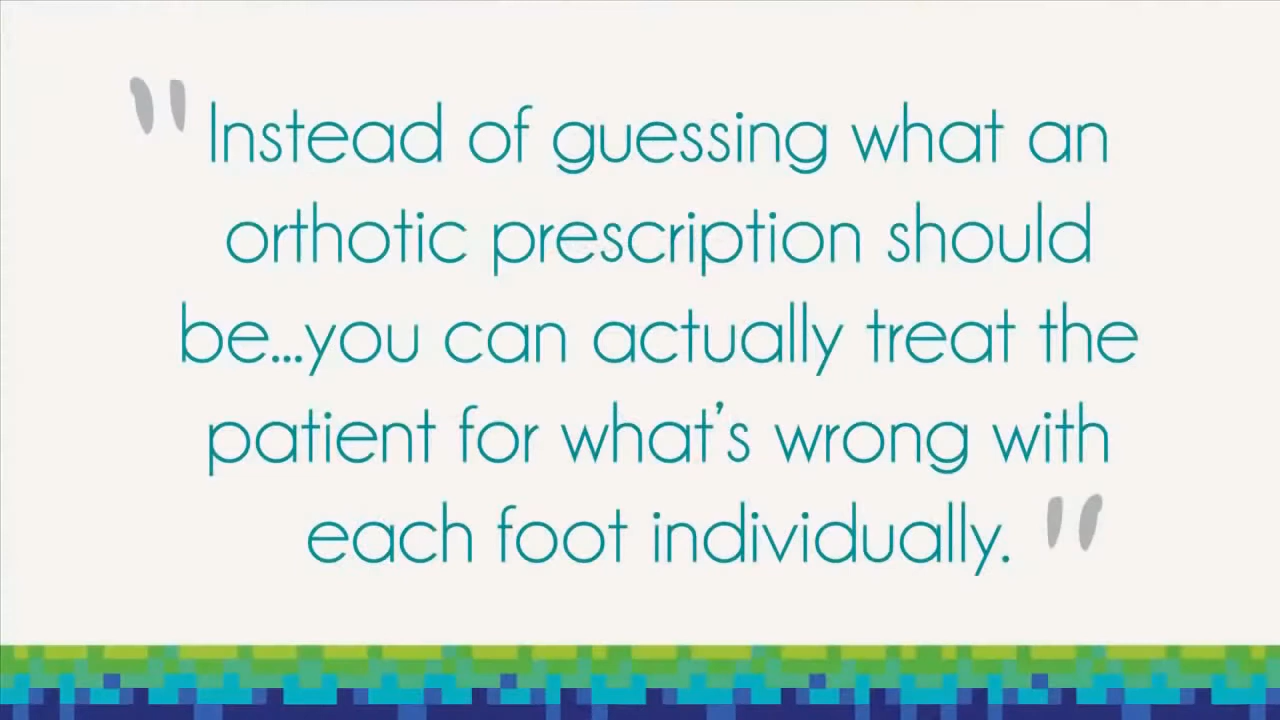 "Instead of guessing what an
orthotic prescription should
be...you can actually treat the
patient for what's wrong with
each foot individually."